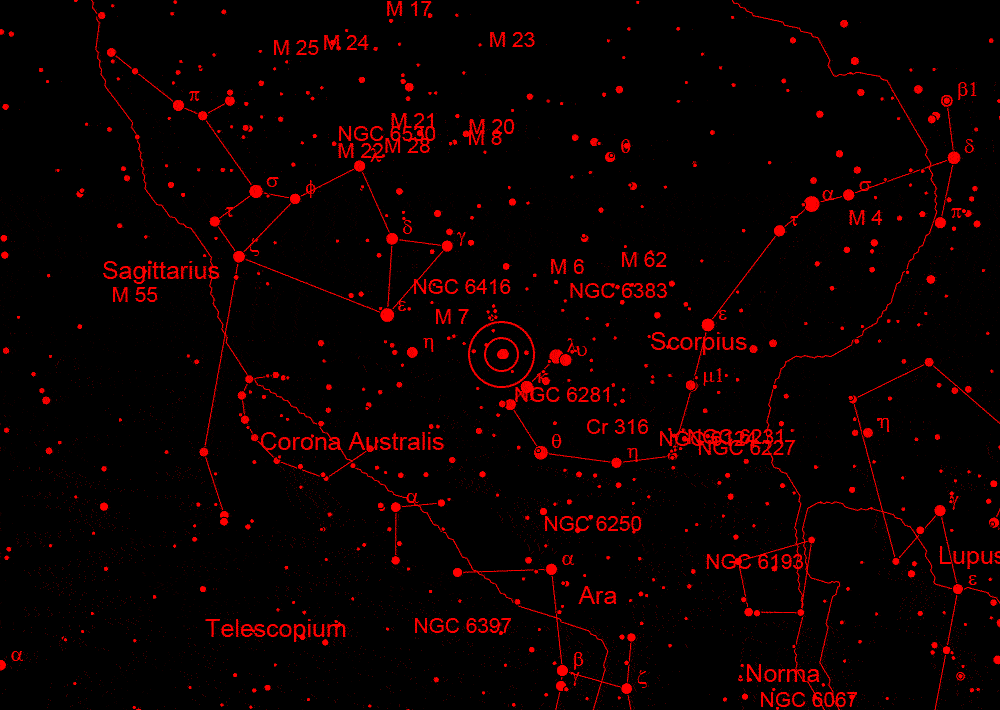 M 17
M 25
M 24
M 23
β1
π
M 21
M 20
NGC 6530
M 8
θ
M 22
λ
M 28
δ
σ
φ
α
σ
τ
M 4
π
τ
δ
γ
ζ
Sagittarius
M 6
M 62
M 55
NGC 6416
NGC 6383
ε
M 7
ε
Scorpius
η
λ
υ
μ1
NGC 6281
Cr 316
η
Corona Australis
θ
η
NGC 6231
NGC 6227
α
γ
NGC 6250
α
NGC 6193
Lupus
ε
Ara
Telescopium
NGC 6397
α
β
γ
ζ
Norma
NGC 6067